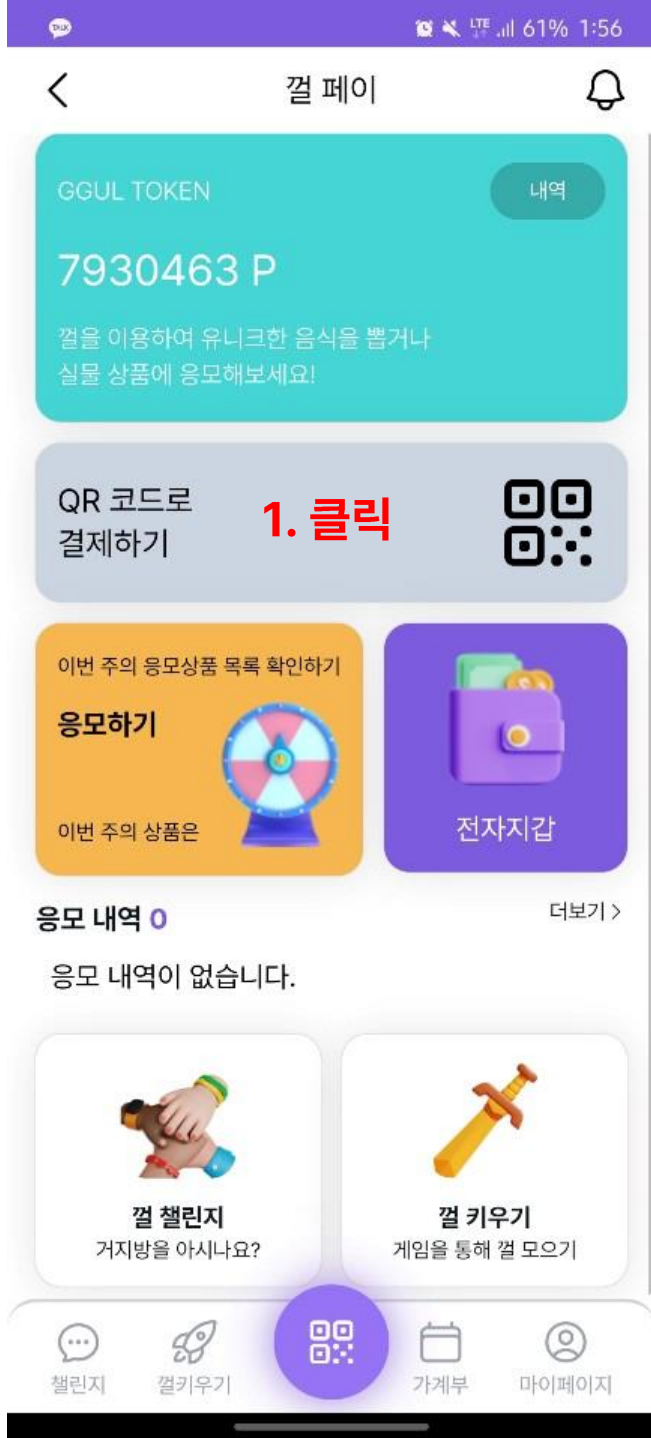 TALK
LTE 61% 1:56
껄 페이
GGUL TOKEN
내역
7930463 P
껄을 이용하여 유니크한 음식을 뽑거나
실물 상품에 응모해보세요!
QR 코드로
결제하기
1. 클릭
이번 주의 응모상품 목록 확인하기
응모하기
이번 주의 상품은
전자지갑
응모 내역 0
더보기 >
응모 내역이 없습니다.
껄 챌린지
거지방을 아시나요?
껄 키우기
게임을 통해 껄 모으기
챌린지
껄키우기
가계부
마이페이지